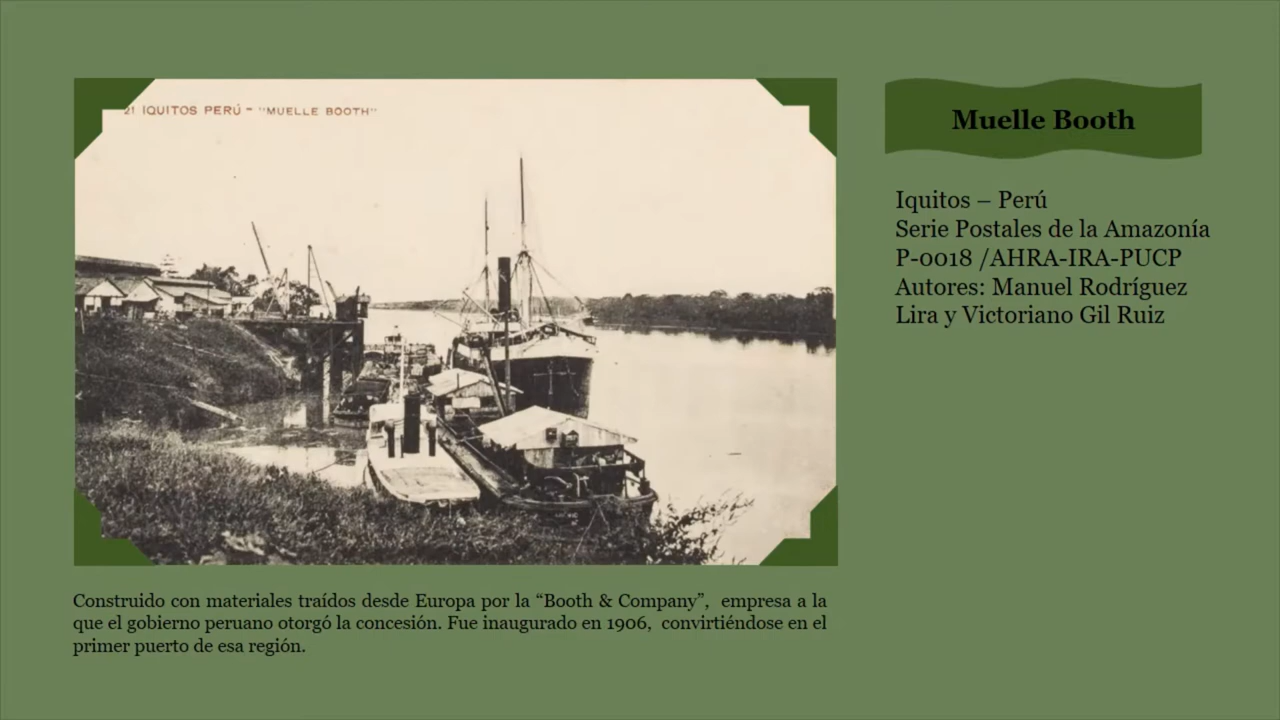 21 IQUITOS PERÚ - "MUELLE BOOTH"
Muelle Booth
Iquitos – Perú
Serie Postales de la Amazonía
P-0018 /AHRA-IRA-PUCP
Autores: Manuel Rodríguez
Lira y Victoriano Gil Ruiz
Construido con materiales traídos desde Europa por la “Booth & Company”, empresa a la
que el gobierno peruano otorgó la concesión. Fue inaugurado en 1906, convirtiéndose en el
primer puerto de esa región.